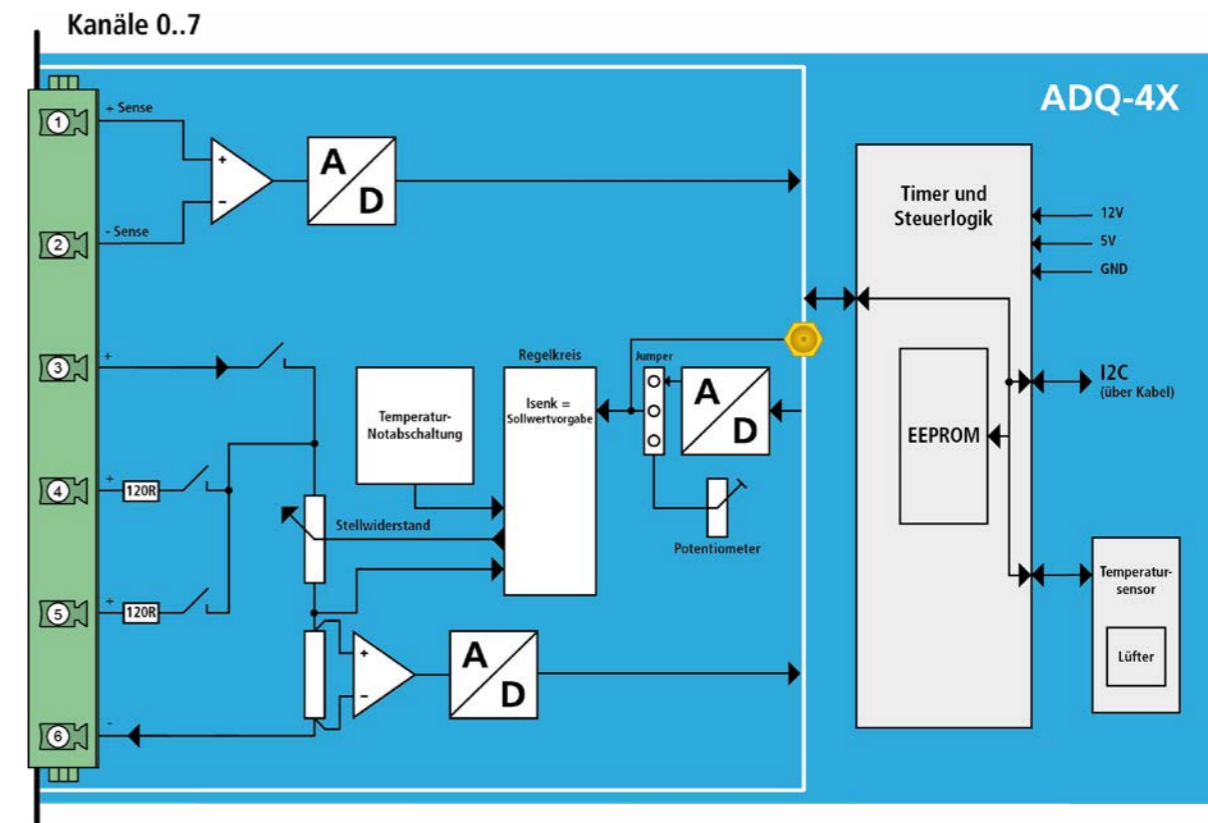 Kanäle 0..7
ADQ-4X
1
+ Sense
+
-
A
D
2
- Sense
Timer und
Steuerlogik
12V
5V
GND
3
+
Regelkreis
Jumper
Temperatur-
Notabschaltung
Isenk =
Sollwertvorgabe
A
D
I2C
(über Kabel)
EEPROM
4
+
120R
Stellwiderstand
Potentiometer
5
+
120R
Temperatur-
sensor
Lüfter
+
-
A
D
6
-